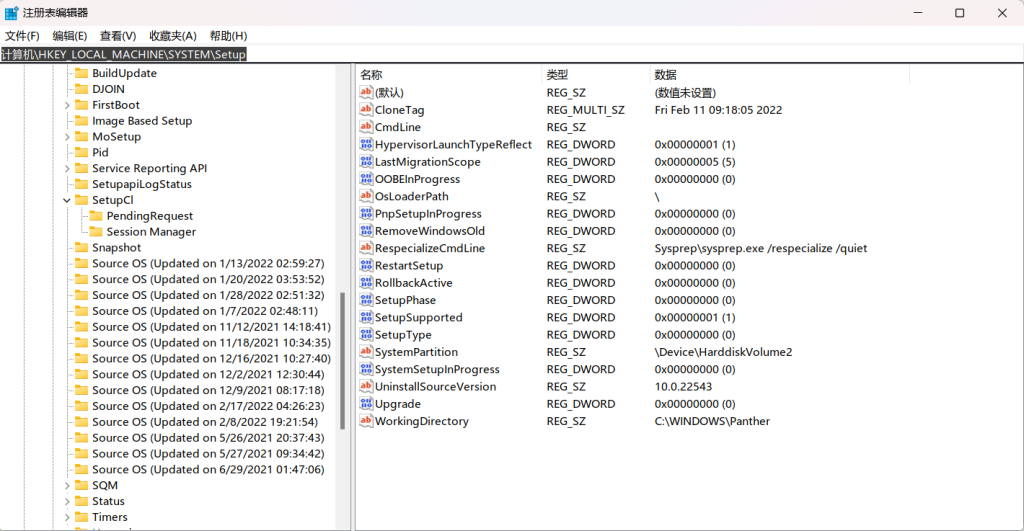 注册表编辑器
文件(F) 编辑(E) 查看(V) 收藏夹(A) 帮助(H)
计算机\HKEY_LOCAL_MACHINE\SYSTEM\Setup
BuildUpdate
DJOIN
FirstBoot
Image Based Setup
MoSetup
Pid
Service Reporting API
SetupapiLogStatus
SetupCl
PendingRequest
Session Manager
Snapshot
Source OS (Updated on 1/13/2022 02:59:27)
Source OS (Updated on 1/20/2022 03:53:52)
Source OS (Updated on 1/28/2022 02:51:32)
Source OS (Updated on 1/7/2022 02:48:11)
Source OS (Updated on 11/12/2021 14:18:41)
Source OS (Updated on 11/18/2021 10:34:35)
Source OS (Updated on 12/16/2021 10:27:40)
Source OS (Updated on 12/2/2021 12:30:44)
Source OS (Updated on 12/9/2021 08:17:18)
Source OS (Updated on 2/17/2022 04:26:23)
Source OS (Updated on 2/8/2022 19:21:54)
Source OS (Updated on 5/26/2021 20:37:43)
Source OS (Updated on 5/27/2021 09:34:42)
Source OS (Updated on 6/29/2021 01:47:06)
SQM
Status
Timers
名称 类型 数据
(默认) REG_SZ (数值未设置)
CloneTag REG_MULTI_SZ Fri Feb 11 09:18:05 2022
CmdLine REG_SZ
HypervisorLaunchTypeReflect REG_DWORD 0x00000001 (1)
LastMigrationScope REG_DWORD 0x00000005 (5)
OOBEInProgress REG_DWORD 0x00000000 (0)
OsLoaderPath REG_SZ \
PnpSetupInProgress REG_DWORD 0x00000000 (0)
RemoveWindowsOld REG_DWORD 0x00000000 (0)
RespecializeCmdLine REG_SZ Sysprep\sysprep.exe /respecialize /quiet
RestartSetup REG_DWORD 0x00000000 (0)
RollbackActive REG_DWORD 0x00000000 (0)
SetupPhase REG_DWORD 0x00000000 (0)
SetupSupported REG_DWORD 0x00000001 (1)
SetupType REG_DWORD 0x00000000 (0)
SystemPartition REG_SZ \Device\HarddiskVolume2
SystemSetupInProgress REG_DWORD 0x00000000 (0)
UninstallSourceVersion REG_SZ 10.0.22543
Upgrade REG_DWORD 0x00000000 (0)
WorkingDirectory REG_SZ C:\WINDOWS\Panther